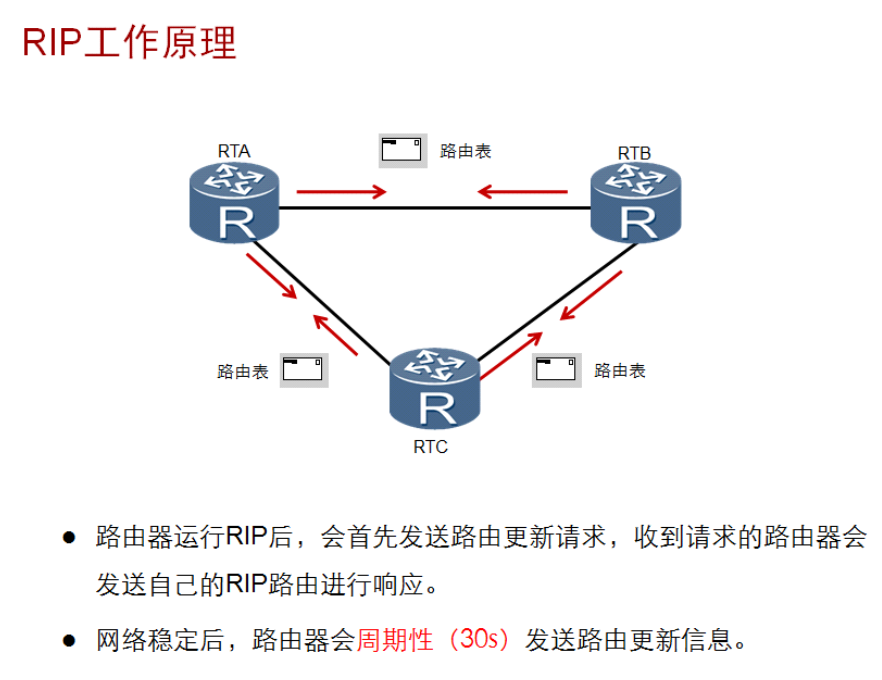 RIP工作原理
RTA
路由表
RTB
R
R
路由表
路由表
R
RTC
● 路由器运行RIP后，会首先发送路由更新请求，收到请求的路由器会
发送自己的RIP路由进行响应。
● 网络稳定后，路由器会周期性（30s）发送路由更新信息。